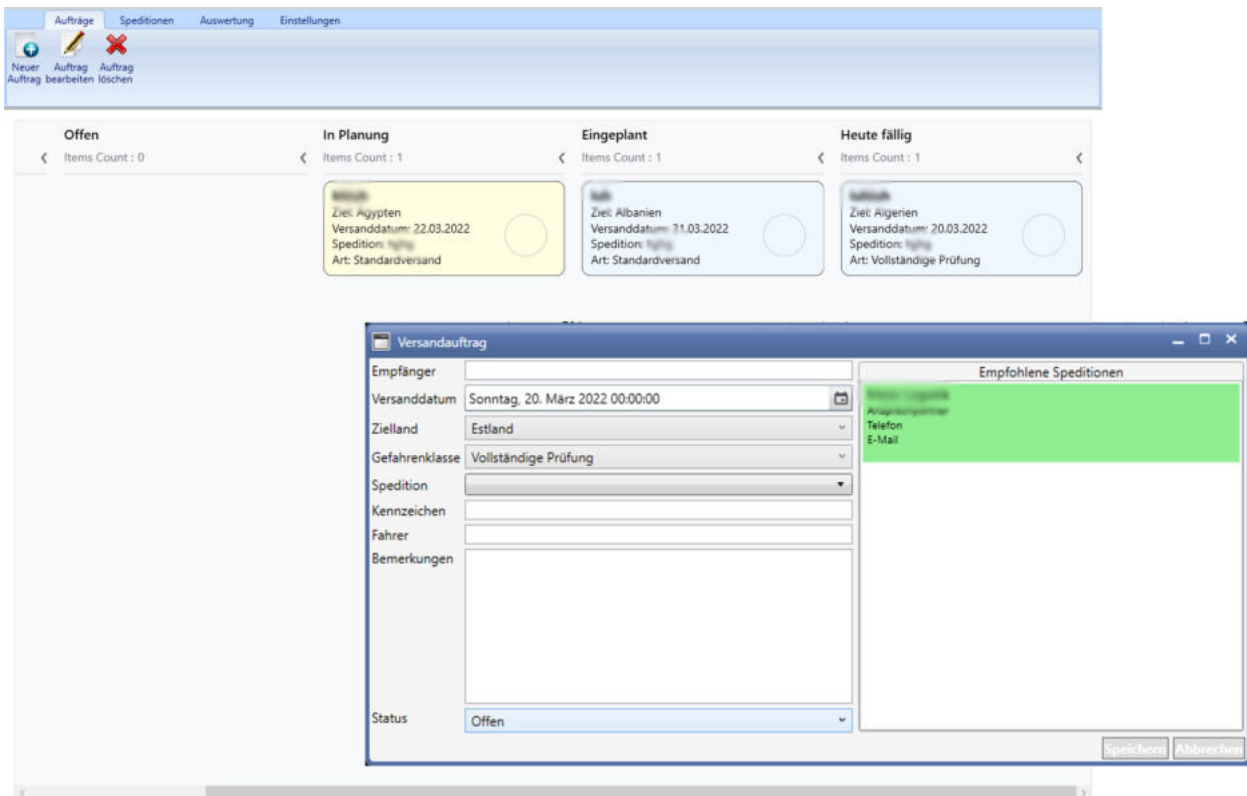 Aufträge Speditionen Auswertung Einstellungen
Neuer Auftrag Auftrag
Auftrag bearbeiten löschen
Offen In Planung Eingeplant Heute fällig
Items Count : 0 Items Count : 1 Items Count : 1 Items Count : 1
Ziel: Ägypten
Versanddatum: 22.03.2022
Spedition:
Art: Standardversand
Ziel: Albanien
Versanddatum: 31.03.2022
Spedition:
Art: Standardversand
Ziel: Algerien
Versanddatum: 20.03.2022
Spedition:
Art: Vollständige Prüfung
Versandauftrag
Empfänger
Versanddatum Sonntag, 20. März 2022 00:00:00
Zielland Estland
Gefahrenklasse Vollständige Prüfung
Spedition
Kennzeichen
Fahrer
Bemerkungen
Status Offen
Empfohlene Speditionen
Ansprechpartner
Telefon
E-Mail
Speichern Abbrechen